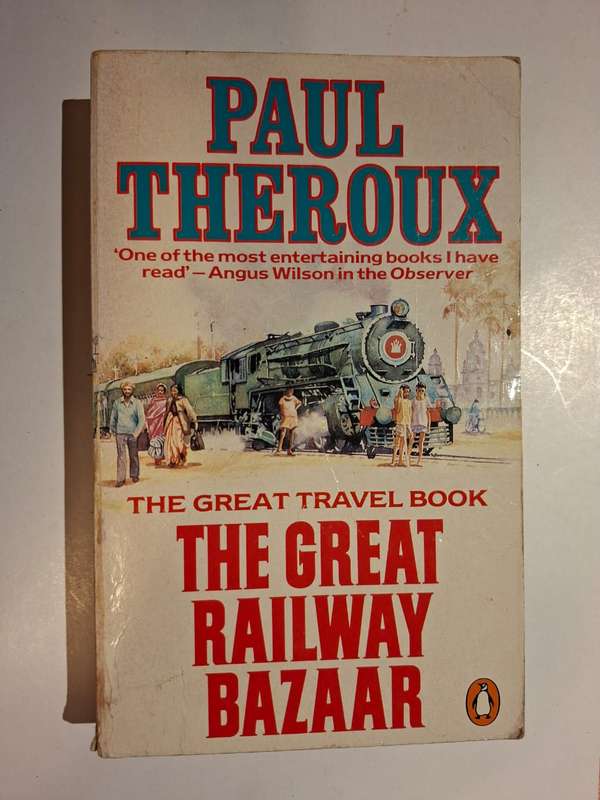 PAUL
THEROUX
'One of the most entertaining books I have
read' – Angus Wilson in the Observer
THE GREAT TRAVEL BOOK
THE GREAT
RAILWAY
BAZAAR